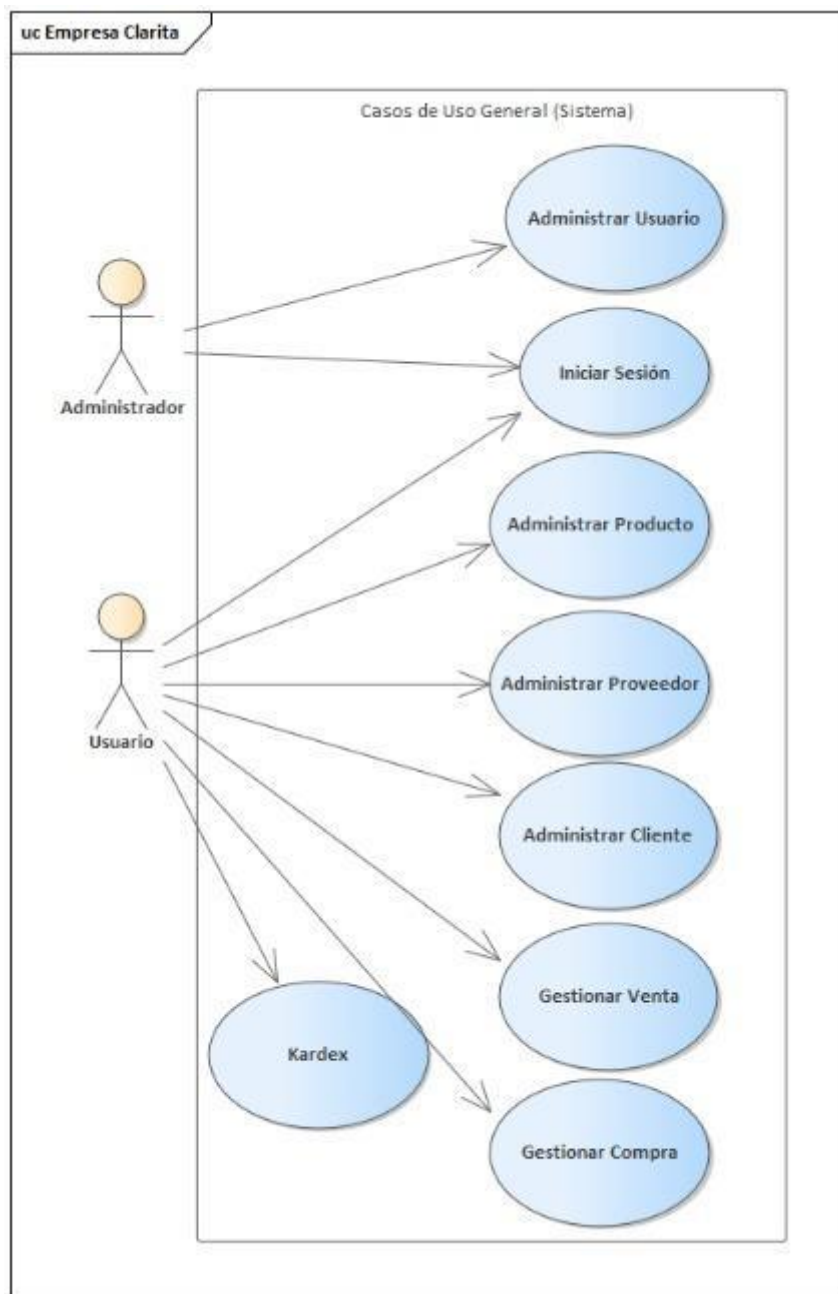 uc Empresa Clarita
Casos de Uso General (Sistema)
Administrar Usuario
Administrador
Iniciar Sesión
Administrar Producto
Usuario
Administrar Proveedor
Administrar Cliente
Gestionar Venta
Kardex
Gestionar Compra